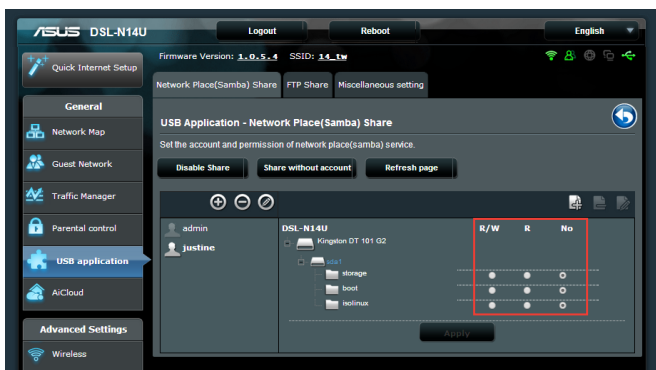 ASUS DSL-N14U
Logout
Reboot
English
Quick Internet Setup
Firmware Version: 1.0.5.4 SSID: 14_tw
Network Place(Samba) Share
FTP Share
Miscellaneous setting
General
Network Map
Guest Network
Traffic Manager
Parental control
USB application
AiCloud
Advanced Settings
Wireless
USB Application - Network Place(Samba) Share
Set the account and permission of network place(samba) service.
Disable Share
Share without account
Refresh page
admin
justine
DSL-N14U
R/W R No
Kingston DT 101 G2
sda1
storage
boot
isolinux
Apply